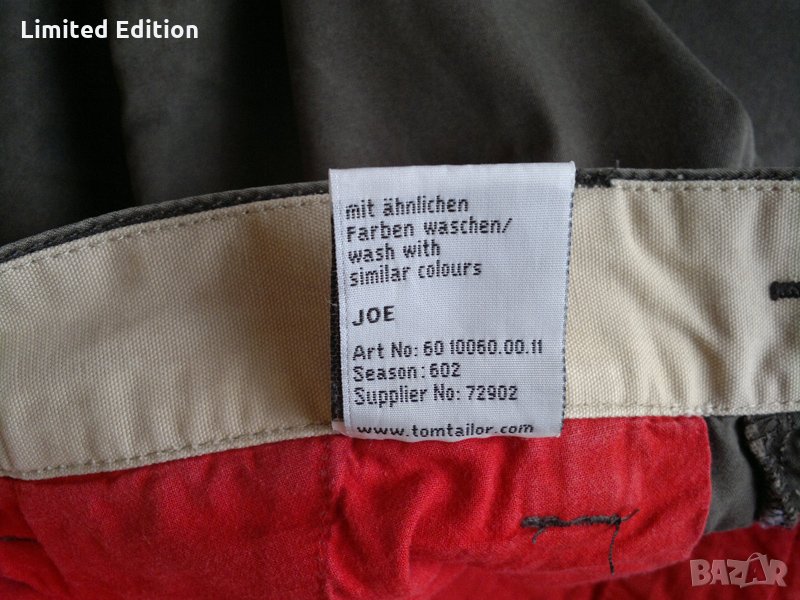 Limited Edition
mit ähnlichen
Farben waschen/
wash with
similar colours
JOE
Art No: 60 10060.00.11
Season: 602
Supplier No: 72902
www.tomtailor.com
BAZAR